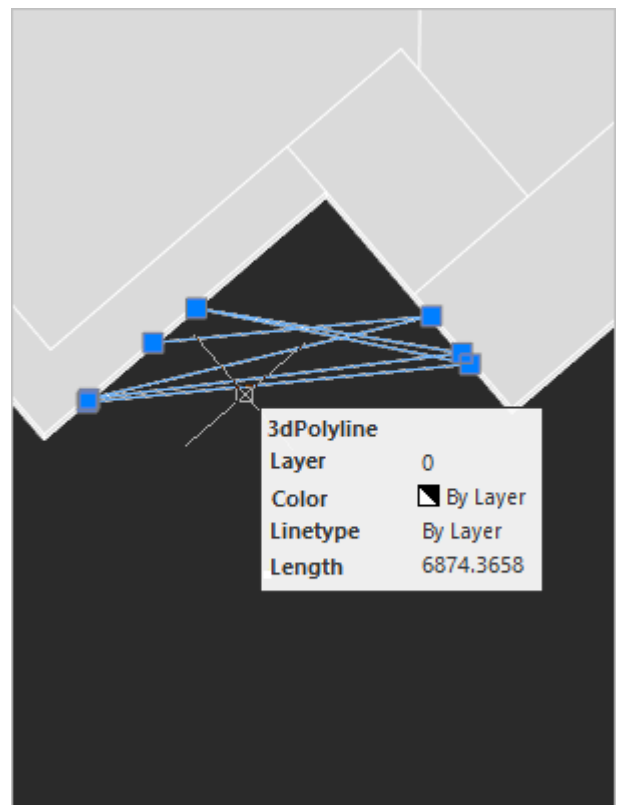 3dPolyline
Layer 0
Color By Layer
Linetype By Layer
Length 6874.3658